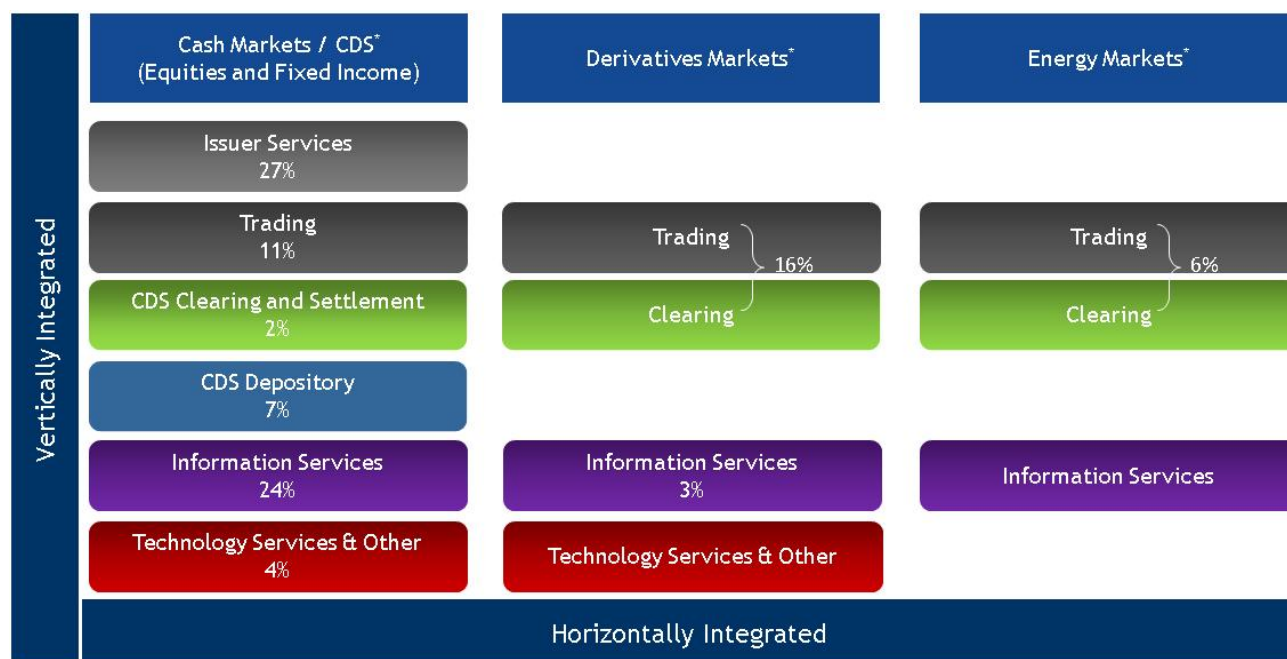 Vertically Integrated
Cash Markets / CDS*
(Equities and Fixed Income)
Derivatives Markets*
Energy Markets*
Issuer Services
27%
Trading
11%
Trading
16%
Trading
6%
CDS Clearing and Settlement
2%
Clearing
Clearing
CDS Depository
7%
Information Services
24%
Information Services
3%
Information Services
Technology Services & Other
4%
Technology Services & Other
Horizontally Integrated